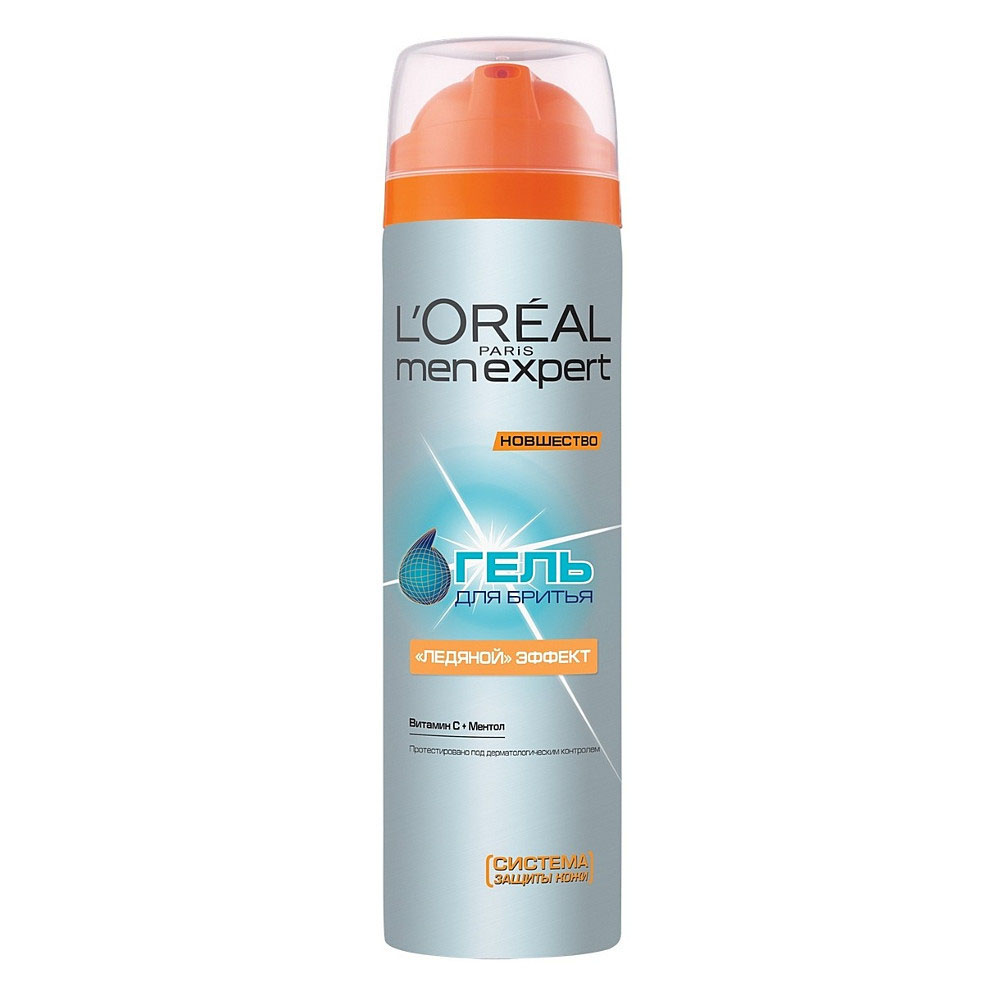 L'ORÉAL
PARiS
men expert
НОВШЕСТВО
ГЕЛЬ
ДЛЯ БРИТЬЯ
«ЛЕДЯНОЙ» ЭФФЕКТ
Витамин С + Ментол
Протестировано под дерматологическим контролем
[СИСТЕМА
ЗАЩИТЫ КОЖИ]